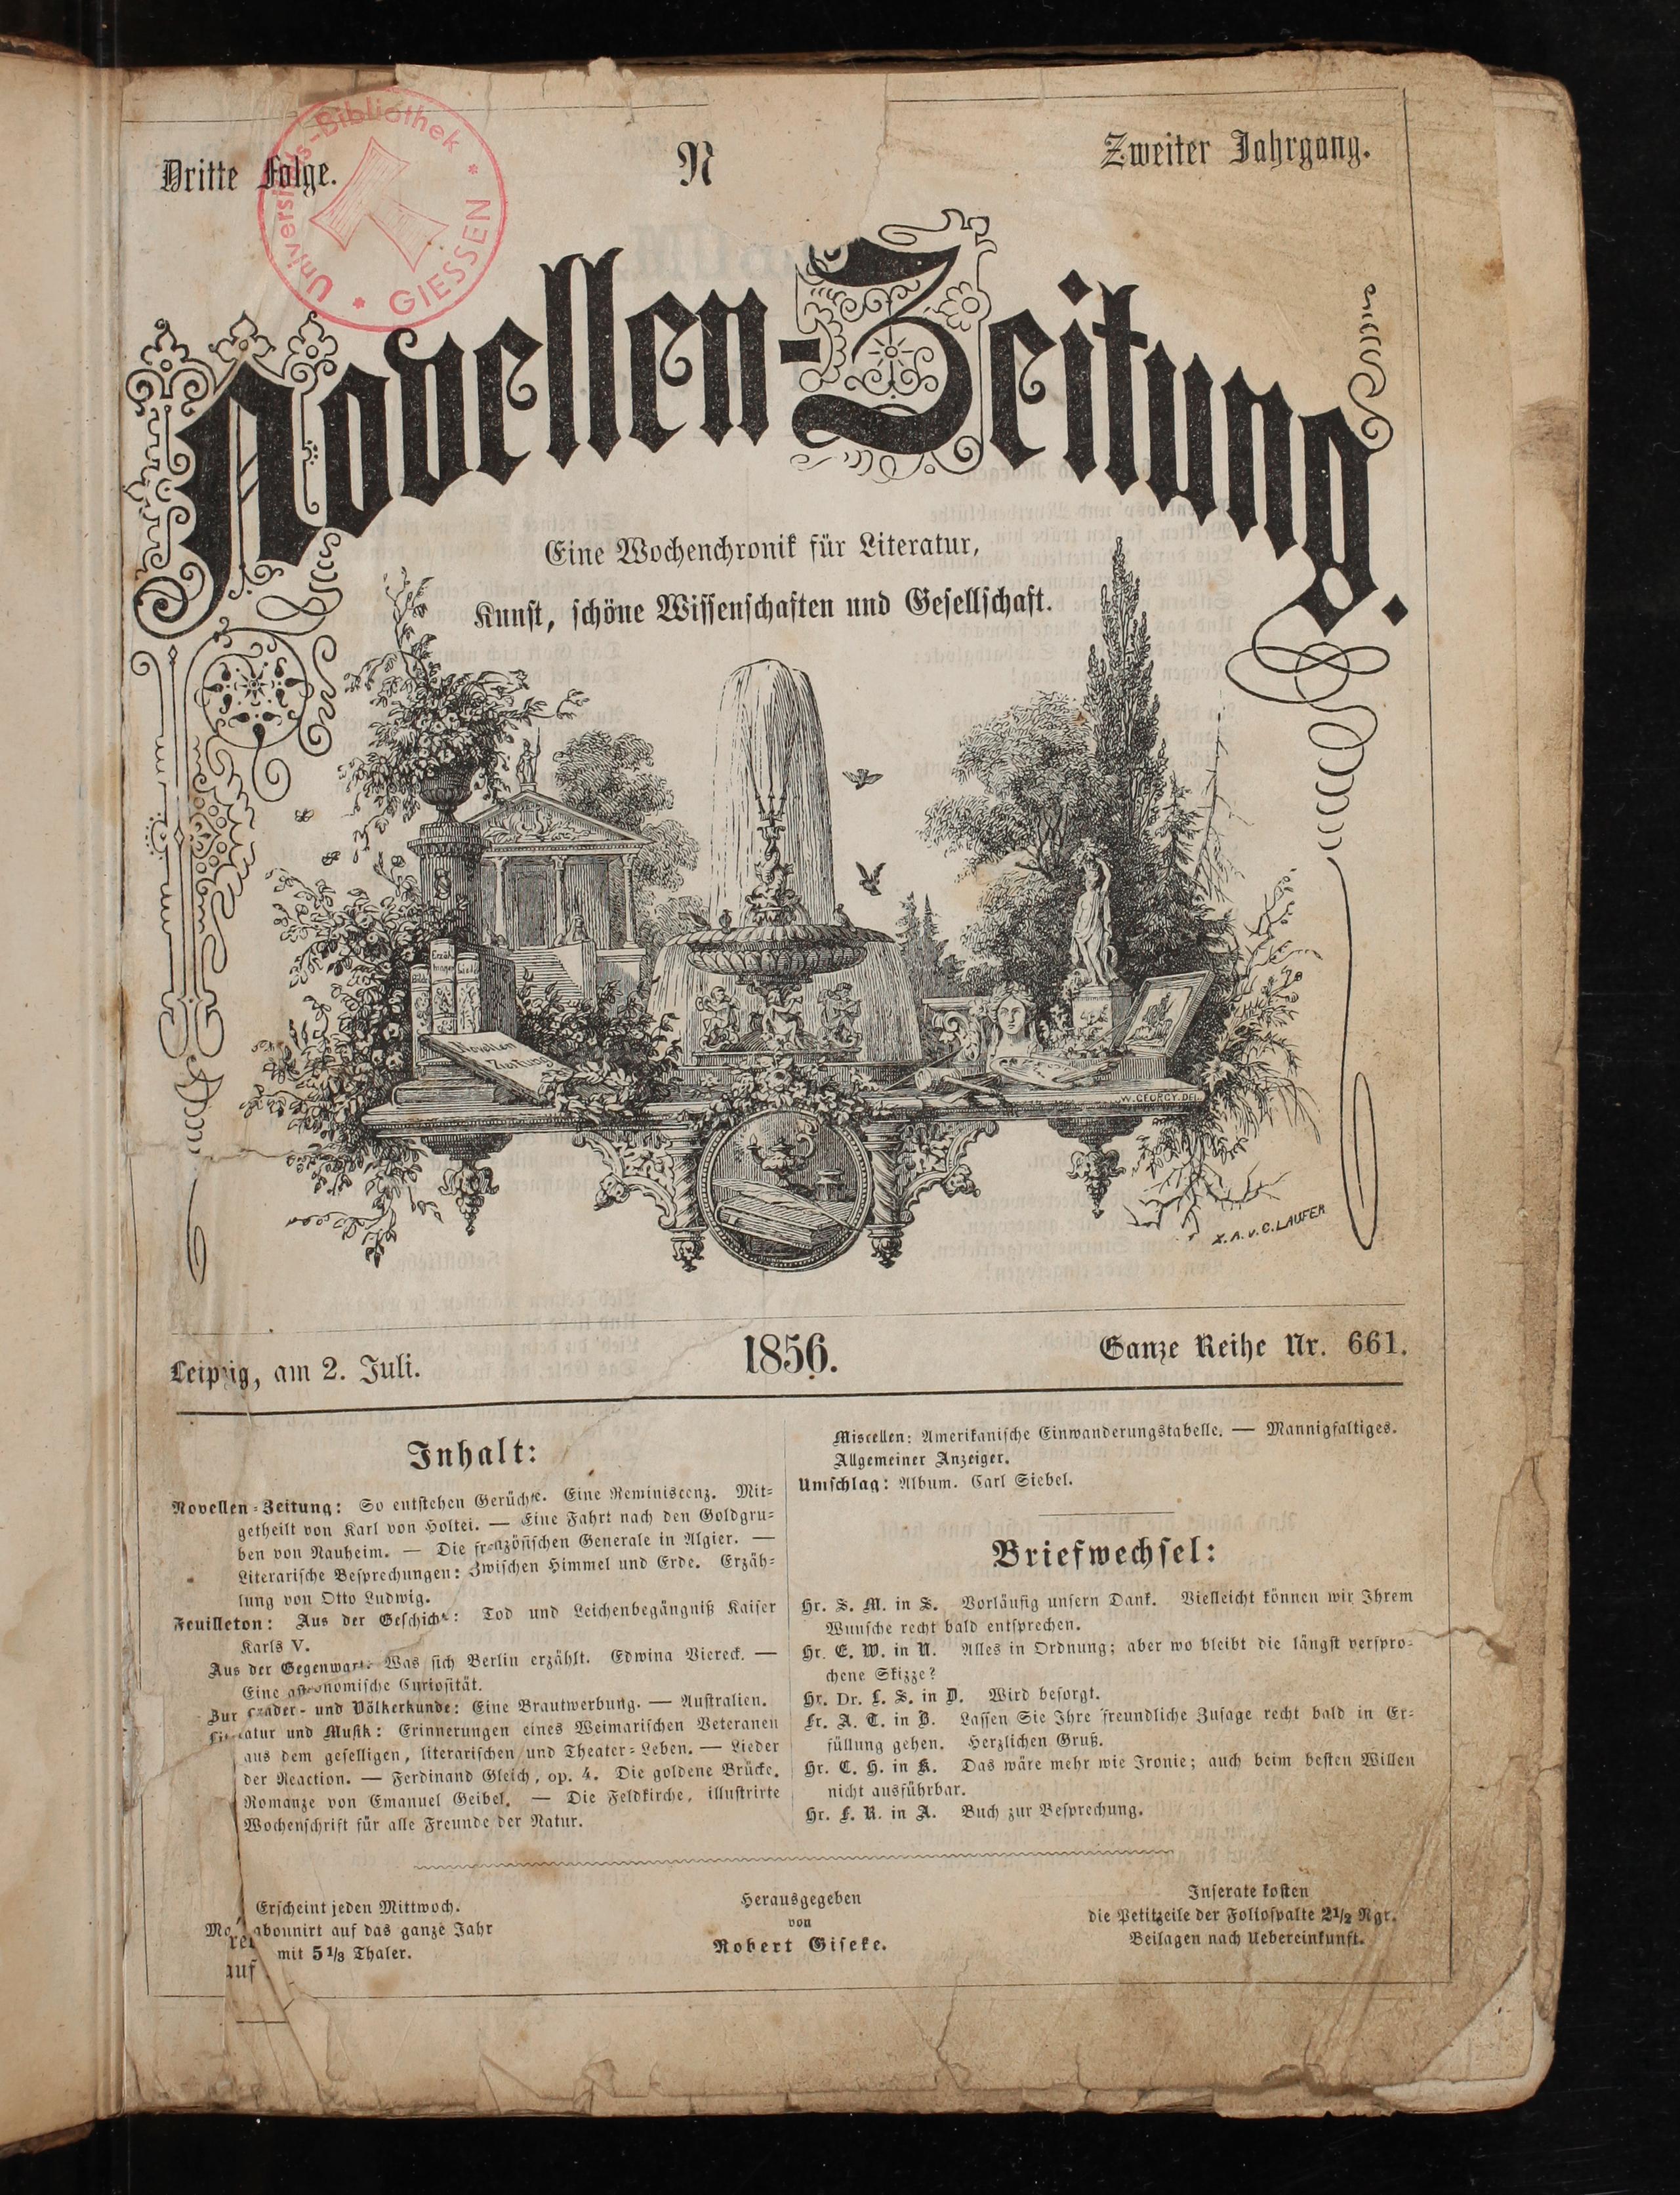 Dritte Folge.
N
Zweiter Jahrgang.
Universitäts-Bibliothek
* GIESSEN *
Novellen-Zeitung.
Eine Wochenchronik für Literatur,
Kunst, schöne Wissenschaften und Gesellschaft.
Erzäh
lungen
Novellen
Zeitung
W. GEORGY. DEL.
X. A. v. C. LAUFER
Leipzig, am 2. Juli.
1856.
Ganze Reihe Nr. 661.
Inhalt:
Novellen-Zeitung: So entstehen Gerüchte. Eine Reminiscenz. Mit-
getheilt von Karl von Holtei. — Eine Fahrt nach den Goldgru-
ben von Nauheim. — Die französischen Generale in Algier. —
Literarische Besprechungen: Zwischen Himmel und Erde. Erzäh-
lung von Otto Ludwig.
Feuilleton: Aus der Geschichte: Tod und Leichenbegängniß Kaiser
Karls V.
Aus der Gegenwart: Was sich Berlin erzählt. Edwina Viereck. —
Eine astronomische Curiosität.
Zur Länder- und Völkerkunde: Eine Brautwerbung. — Australien.
Literatur und Musik: Erinnerungen eines Weimarischen Veteranen
aus dem geselligen, literarischen und Theater-Leben. — Lieder
der Reaction. — Ferdinand Gleich, op. 4. Die goldene Brücke.
Romanze von Emanuel Geibel. — Die Feldkirche, illustrirte
Wochenschrift für alle Freunde der Natur.
Miscellen: Amerikanische Einwanderungstabelle. — Mannigfaltiges.
Allgemeiner Anzeiger.
Umschlag: Album. Carl Siebel.
Briefwechsel:
Hr. S. M. in S. Vorläufig unsern Dank. Vielleicht können wir Ihrem
Wunsche recht bald entsprechen.
Hr. E. W. in U. Alles in Ordnung; aber wo bleibt die längst verspro-
chene Skizze?
Hr. Dr. L. S. in D. Wird besorgt.
Fr. A. T. in B. Lassen Sie Ihre freundliche Zusage recht bald in Er-
füllung gehen. Herzlichen Gruß.
Hr. C. H. in K. Das wäre mehr wie Ironie; auch beim besten Willen
nicht ausführbar.
Hr. F. R. in A. Buch zur Besprechung.
Erscheint jeden Mittwoch.
Ma abonnirt auf das ganze Jahr
mit 5 1/3 Thaler.
auf
Herausgegeben
von
Robert Giseke.
Inserate kosten
die Petitzeile der Foliospalte 2 1/2 Ngr.
Beilagen nach Uebereinkunft.